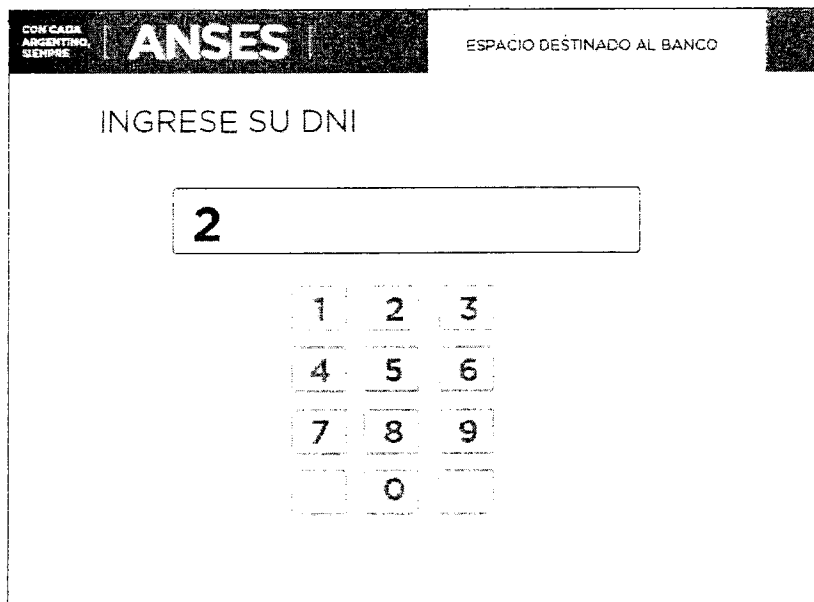 CON CADA
ARGENTINO,
SIEMPRE
ANSES
ESPACIO DESTINADO AL BANCO
INGRESE SU DNI
2
1 2 3
4 5 6
7 8 9
0